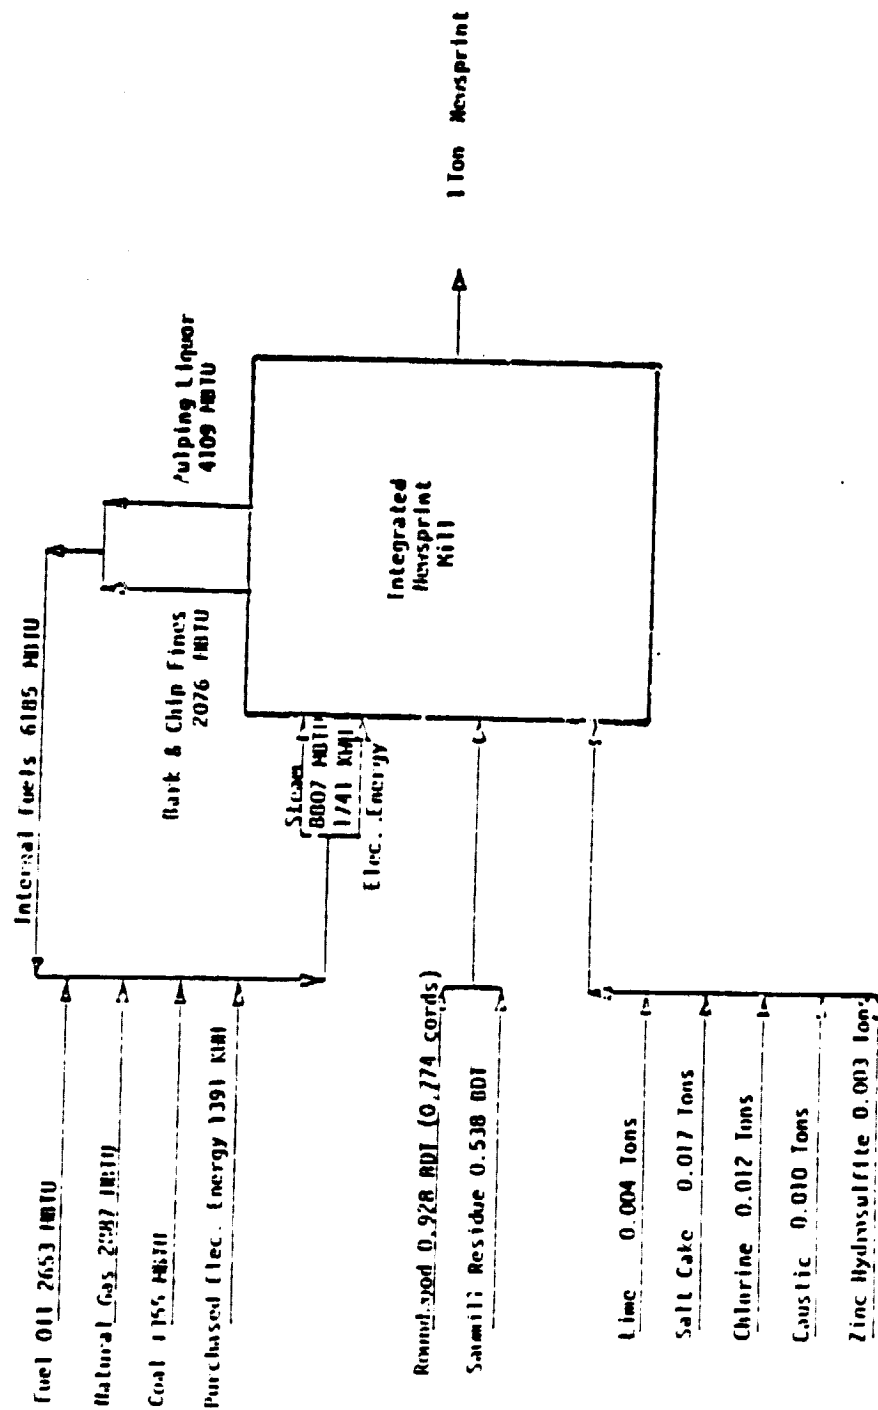 Fuel Oil 2653 MBTU
Natural Gas 2987 MBTU
Coal 1155 MBTU
Purchased Elec. Energy 1391 KWH
Internal Fuels 6185 MBTU
Bark & Chip Fines
2076 MBTU
Pulping Liquor
4109 MBTU
Steam
8807 MBTU
1741 KWH
Elec. Energy
Roundwood 0.928 BDT (0.774 cords)
Sawmill Residue 0.538 BDT
Lime 0.004 Tons
Salt Cake 0.017 Tons
Chlorine 0.012 Tons
Caustic 0.010 Tons
Zinc Hydrosulfite 0.003 Tons
Integrated
Newsprint
Mill
1 Ton Newsprint